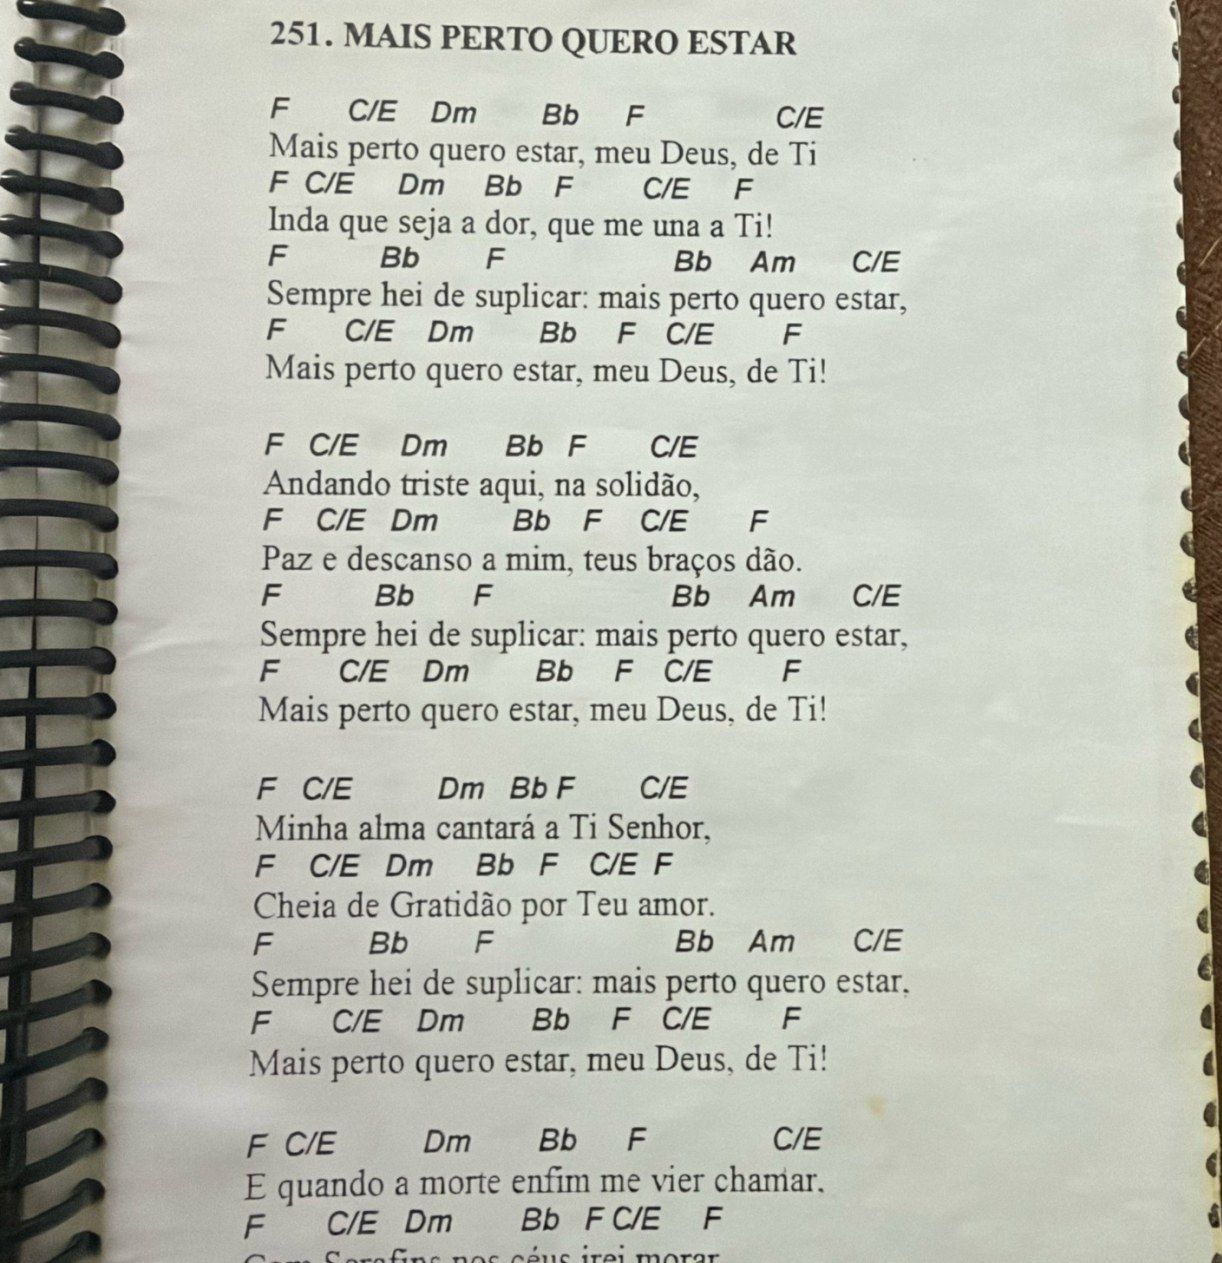 251. MAIS PERTO QUERO ESTAR
F C/E Dm Bb F C/E
Mais perto quero estar, meu Deus, de Ti
F C/E Dm Bb F C/E F
Inda que seja a dor, que me una a Ti!
F Bb F Bb Am C/E
Sempre hei de suplicar: mais perto quero estar,
F C/E Dm Bb F C/E F
Mais perto quero estar, meu Deus, de Ti!
F C/E Dm Bb F C/E
Andando triste aqui, na solidão,
F C/E Dm Bb F C/E F
Paz e descanso a mim, teus braços dão.
F Bb F Bb Am C/E
Sempre hei de suplicar: mais perto quero estar,
F C/E Dm Bb F C/E F
Mais perto quero estar, meu Deus, de Ti!
F C/E Dm Bb F C/E
Minha alma cantará a Ti Senhor,
F C/E Dm Bb F C/E F
Cheia de Gratidão por Teu amor.
F Bb F Bb Am C/E
Sempre hei de suplicar: mais perto quero estar,
F C/E Dm Bb F C/E F
Mais perto quero estar, meu Deus, de Ti!
F C/E Dm Bb F C/E
E quando a morte enfim me vier chamar,
F C/E Dm Bb F C/E F
Com Serafins nos céus irei morar